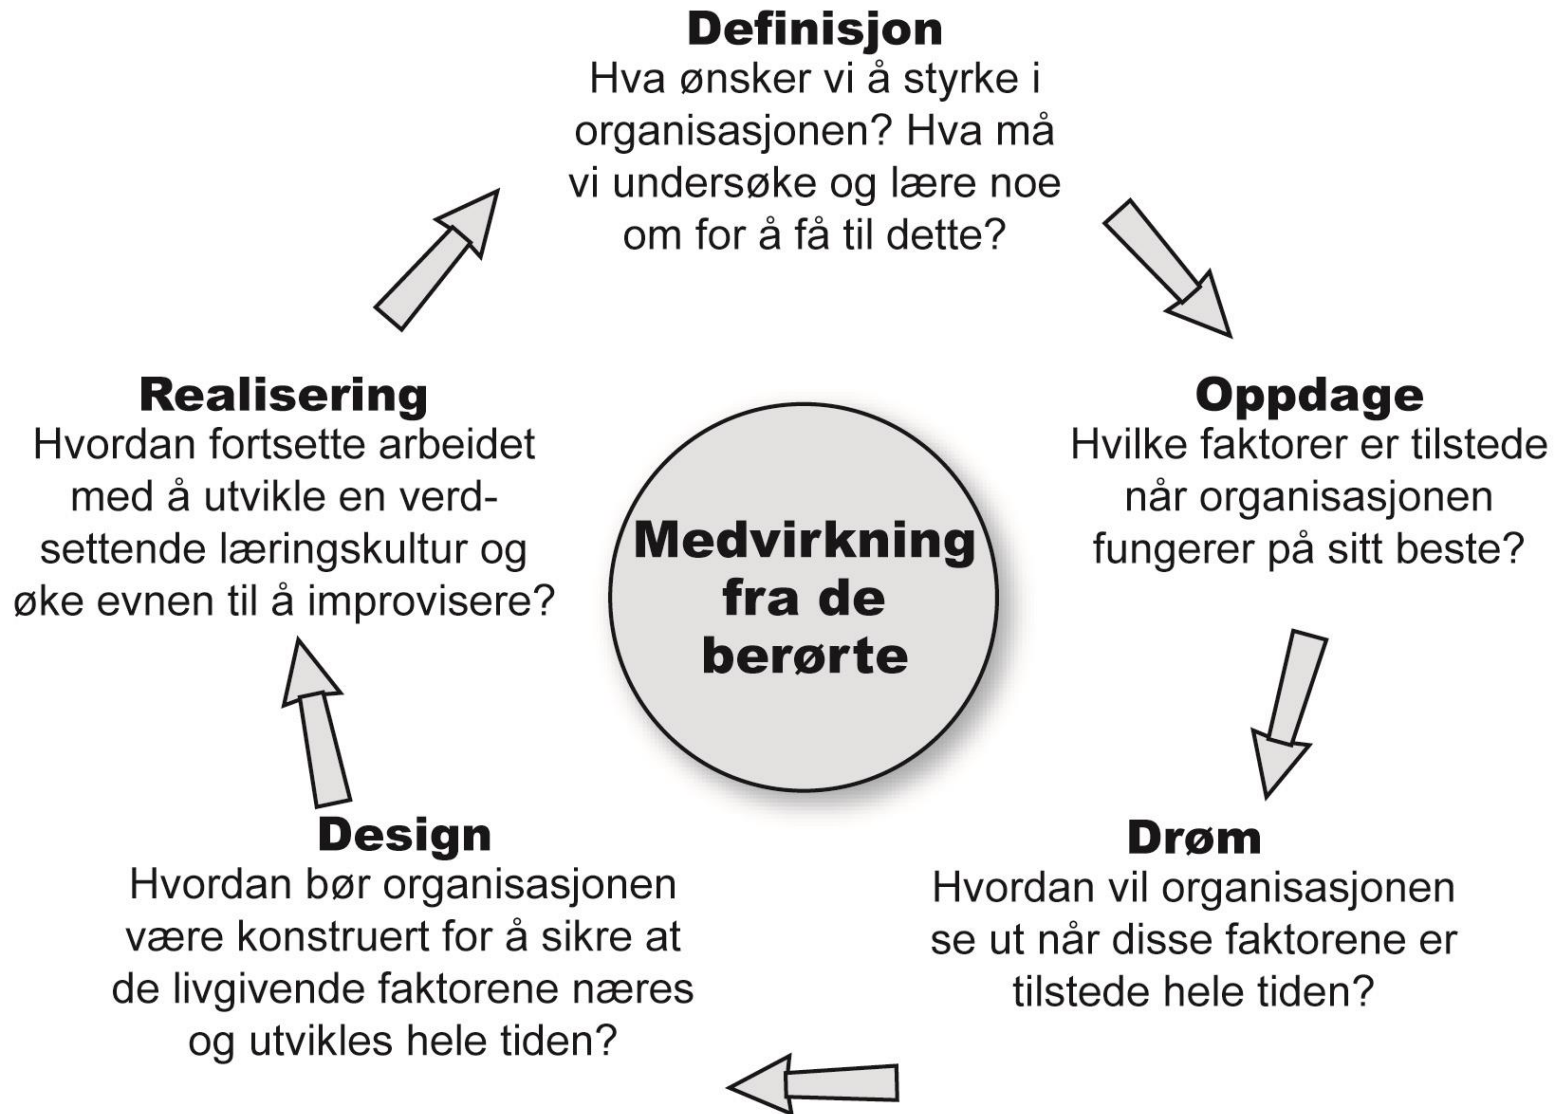 Definisjon
Hva ønsker vi å styrke i
organisasjonen? Hva må
vi undersøke og lære noe
om for å få til dette?
Oppdage
Hvilke faktorer er tilstede
når organisasjonen
fungerer på sitt beste?
Drøm
Hvordan vil organisasjonen
se ut når disse faktorene er
tilstede hele tiden?
Design
Hvordan bør organisasjonen
være konstruert for å sikre at
de livgivende faktorene næres
og utvikles hele tiden?
Realisering
Hvordan fortsette arbeidet
med å utvikle en verd-
settende læringskultur og
øke evnen til å improvisere?
Medvirkning
fra de
berørte